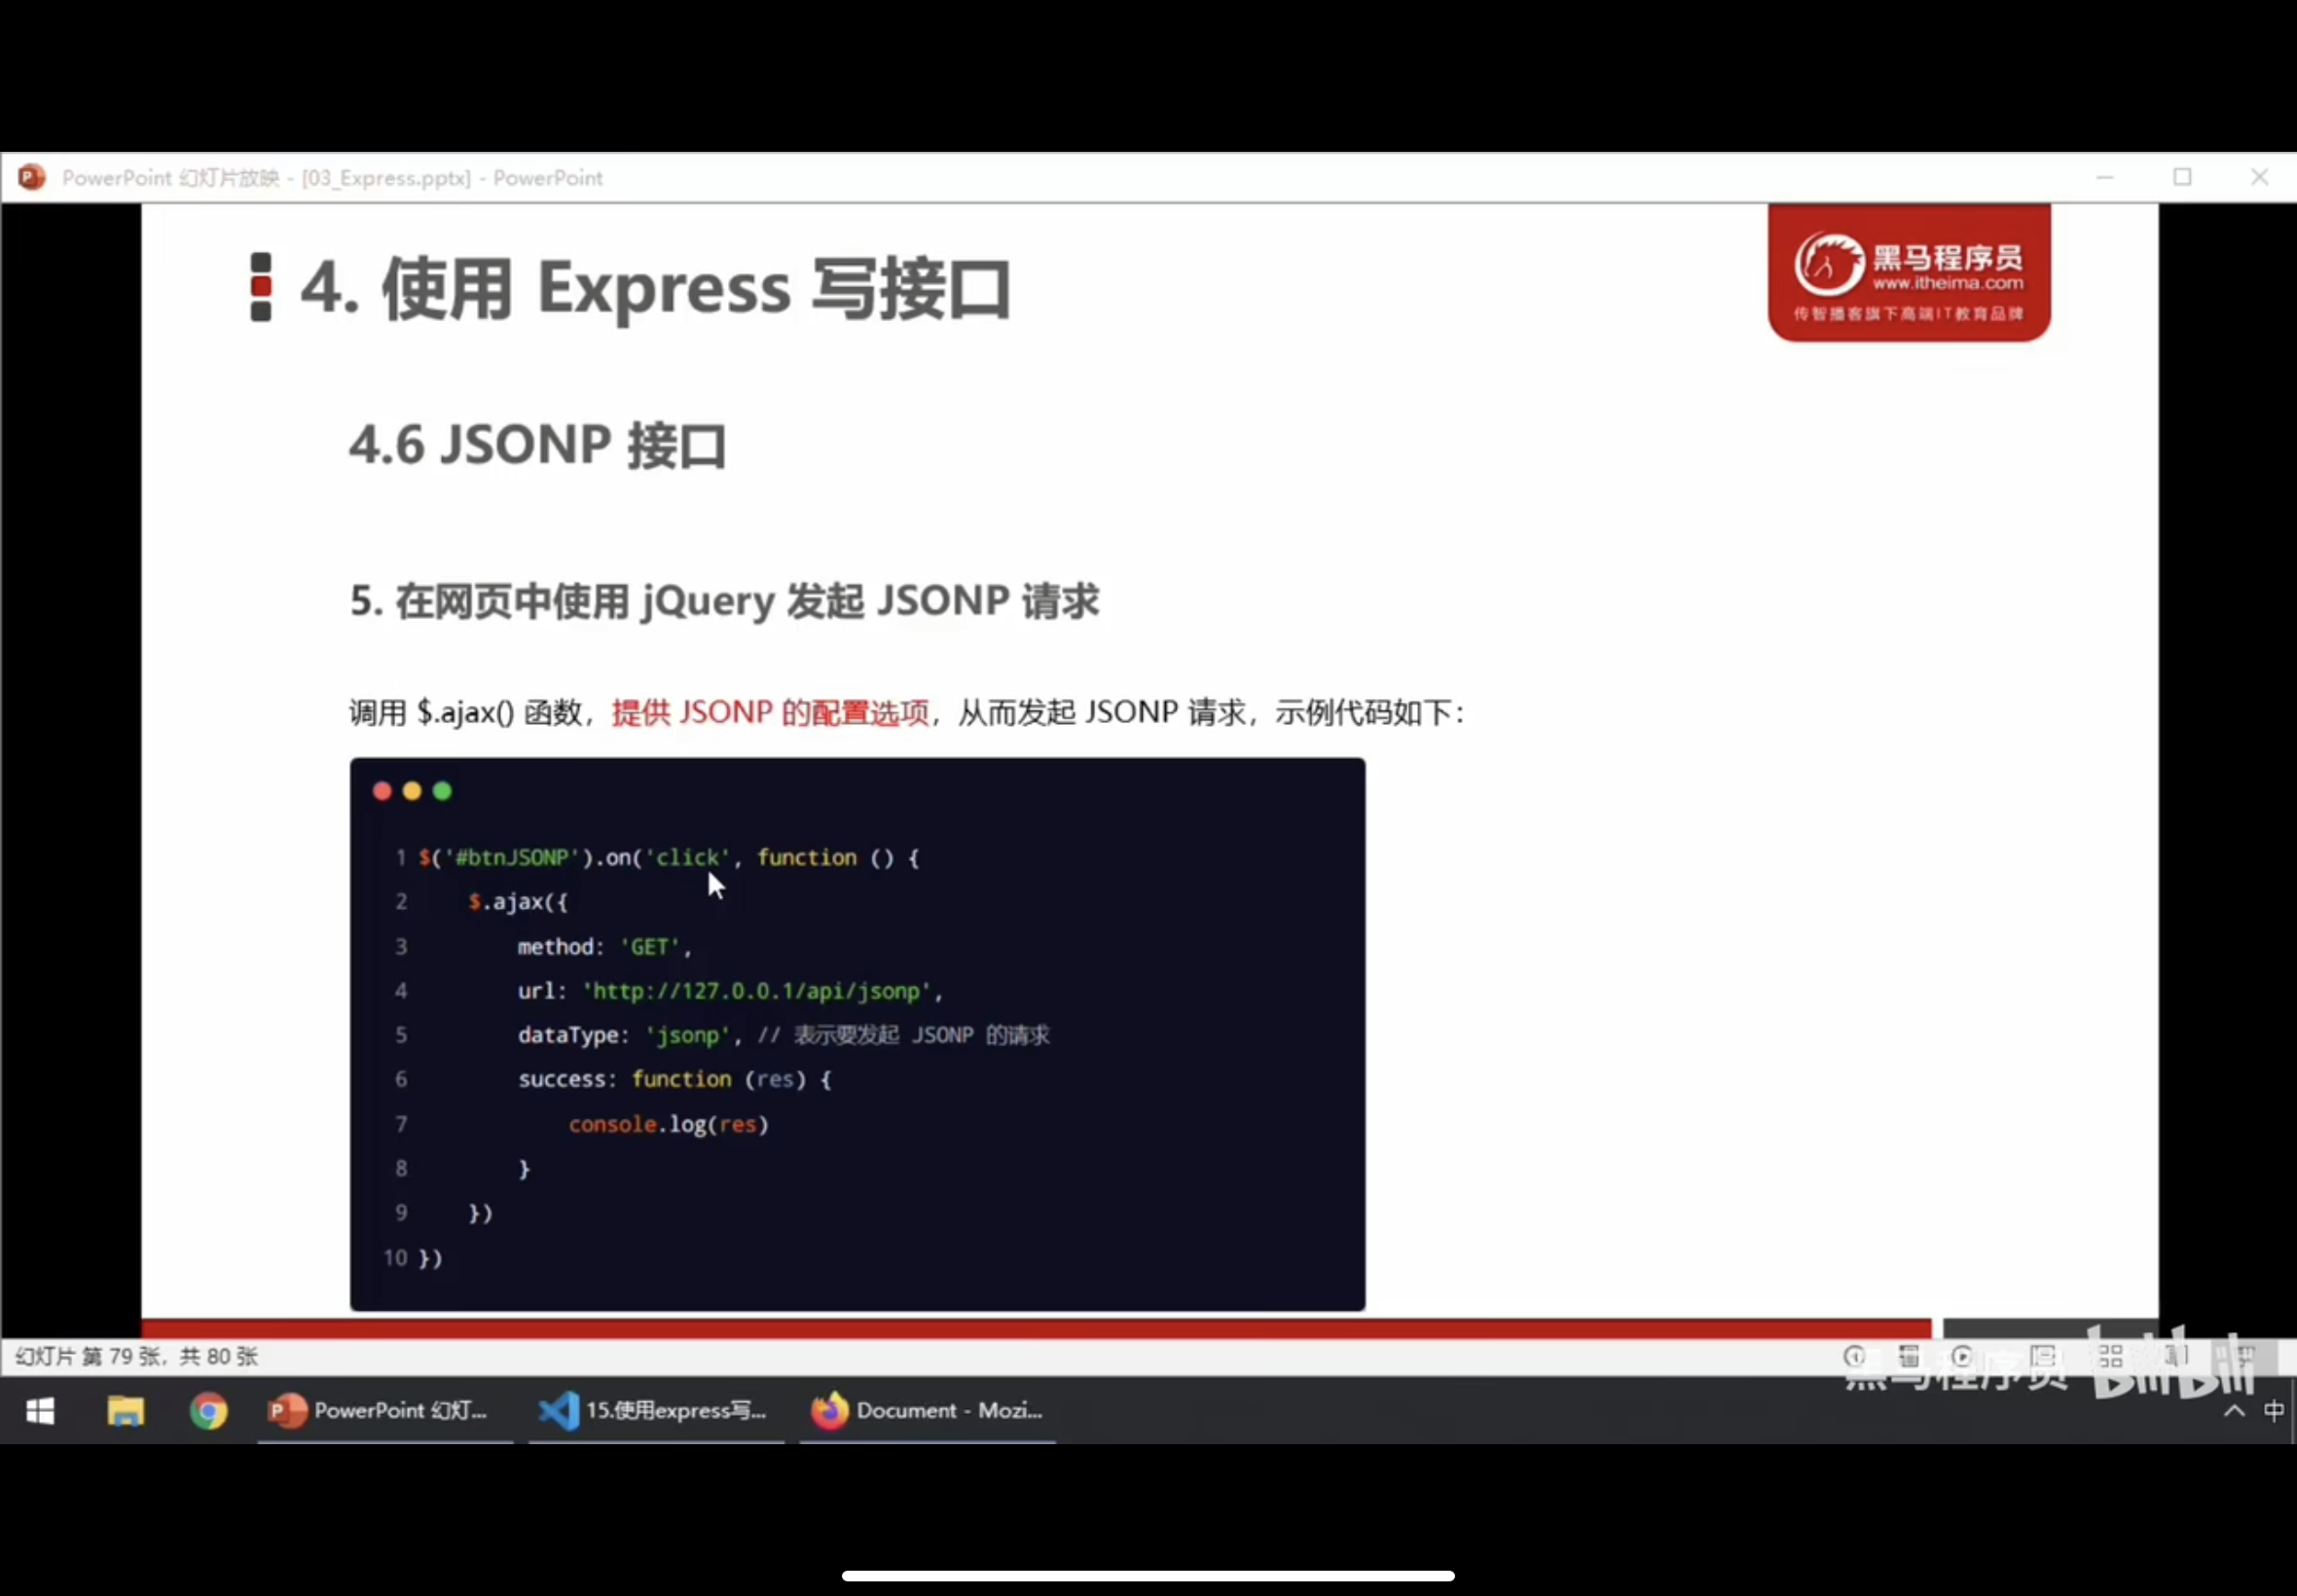 PowerPoint 幻灯片放映 - [03_Express.pptx] - PowerPoint
4. 使用 Express 写接口
黑马程序员
www.itheima.com
传智播客旗下高端IT教育品牌
4.6 JSONP 接口
5. 在网页中使用 jQuery 发起 JSONP 请求
调用 $.ajax() 函数，提供 JSONP 的配置选项，从而发起 JSONP 请求，示例代码如下：
1 $('#btnJSONP').on('click', function () {
2     $.ajax({
3         method: 'GET',
4         url: 'http://127.0.0.1/api/jsonp',
5         dataType: 'jsonp', // 表示要发起 JSONP 的请求
6         success: function (res) {
7             console.log(res)
8         }
9     })
10 })
幻灯片 第 79 张，共 80 张
黑马程序员 bilibili
PowerPoint 幻灯... 15.使用express写... Document - Mozi... 中